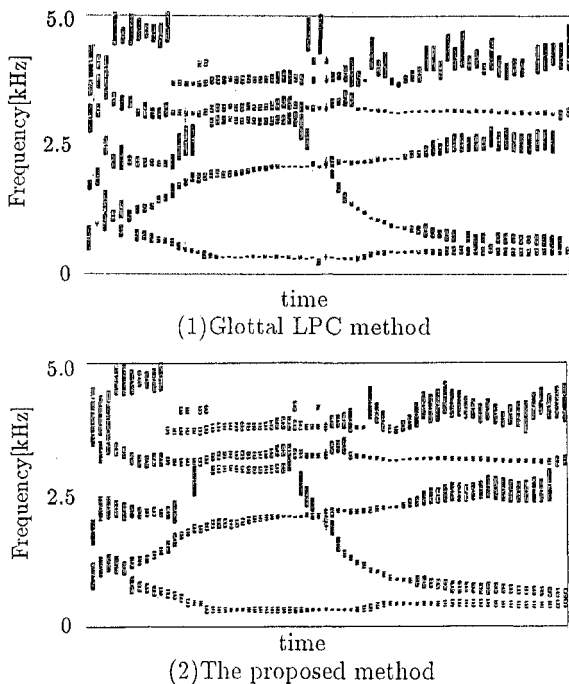 5.0
Frequency[kHz]
2.5
0
time
(1)Glottal LPC method
5.0
Frequency[kHz]
2.5
0
time
(2)The proposed method